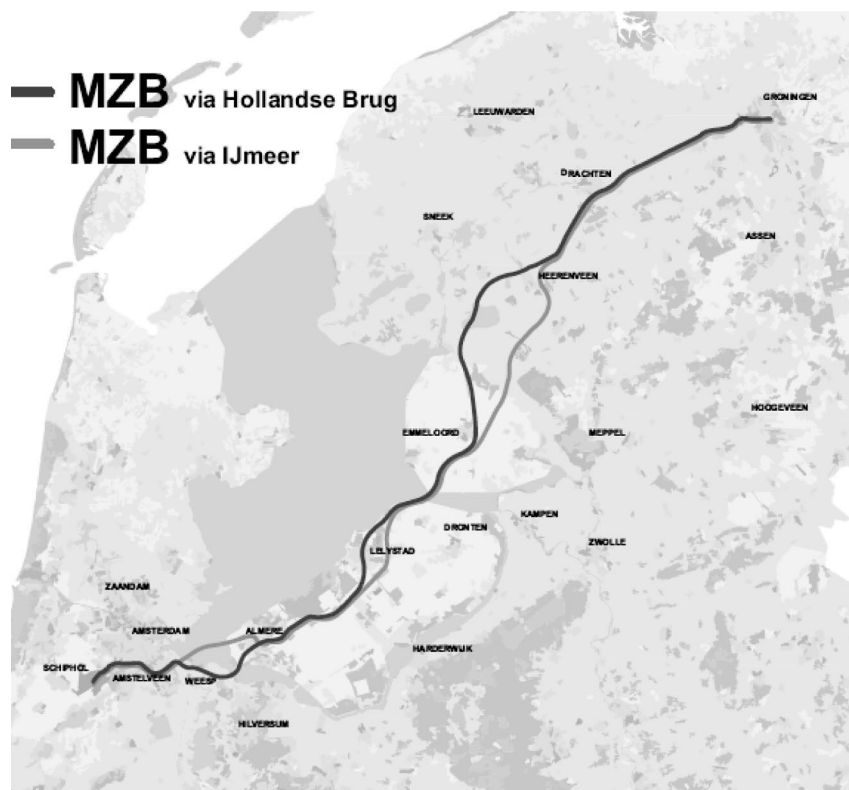 MZB via Hollandse Brug
MZB via IJmeer
GRONINGEN
LEEUWARDEN
DRACHTEN
SNEEK
ASSEN
HEERENVEEN
HOOGEVEEN
EMMELOORD
MEPPEL
KAMPEN
DRONTEN
ZWOLLE
LELYSTAD
ZAANDAM
AMSTERDAM
ALMERE
HARDERWIJK
SCHIPHOL
AMSTELVEEN
WEESP
HILVERSUM